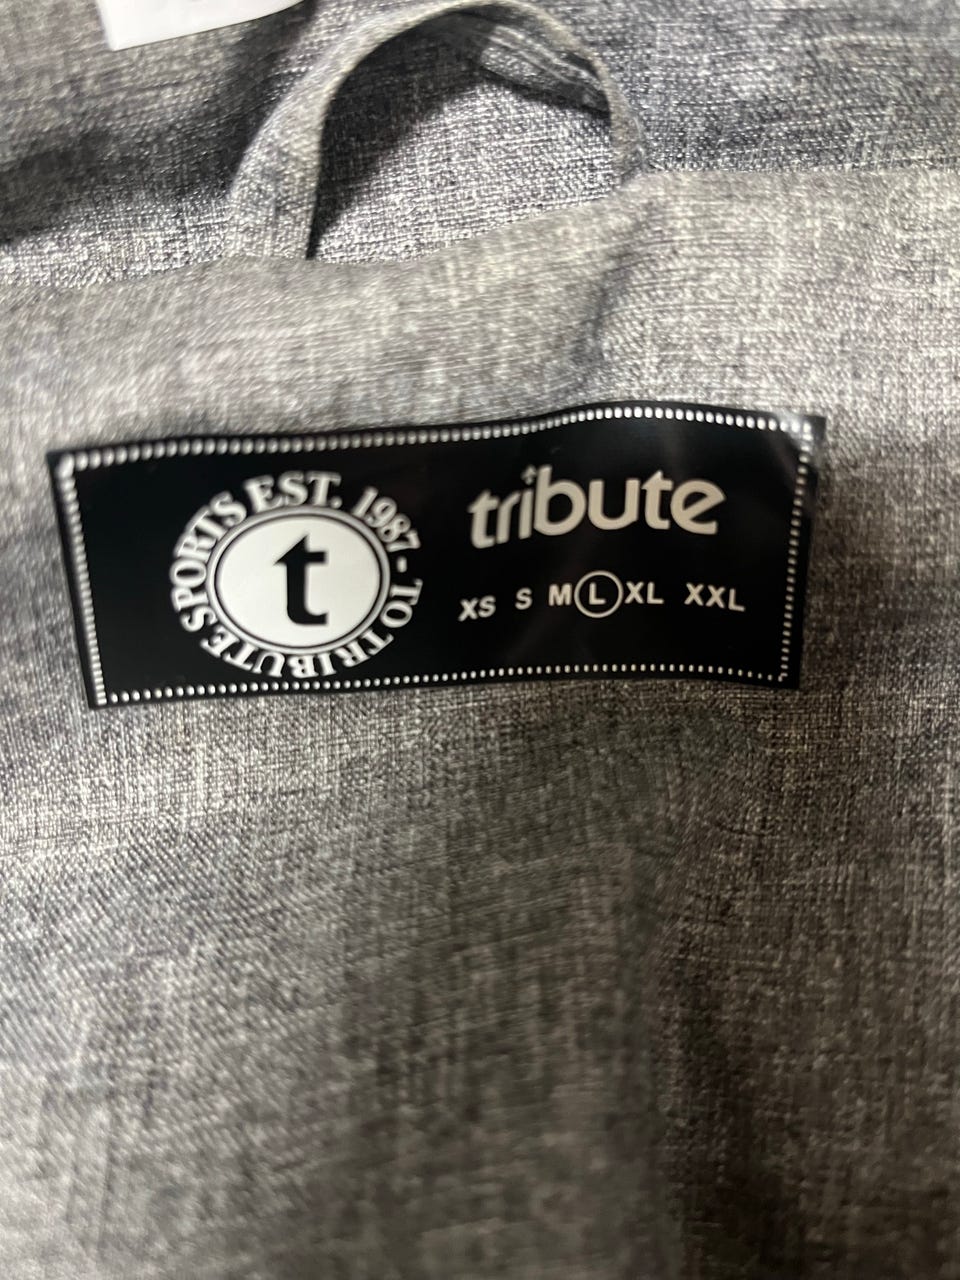 TO TRIBUTE SPORTS EST. 1987 -
t
tribute
XS S M L XL XXL